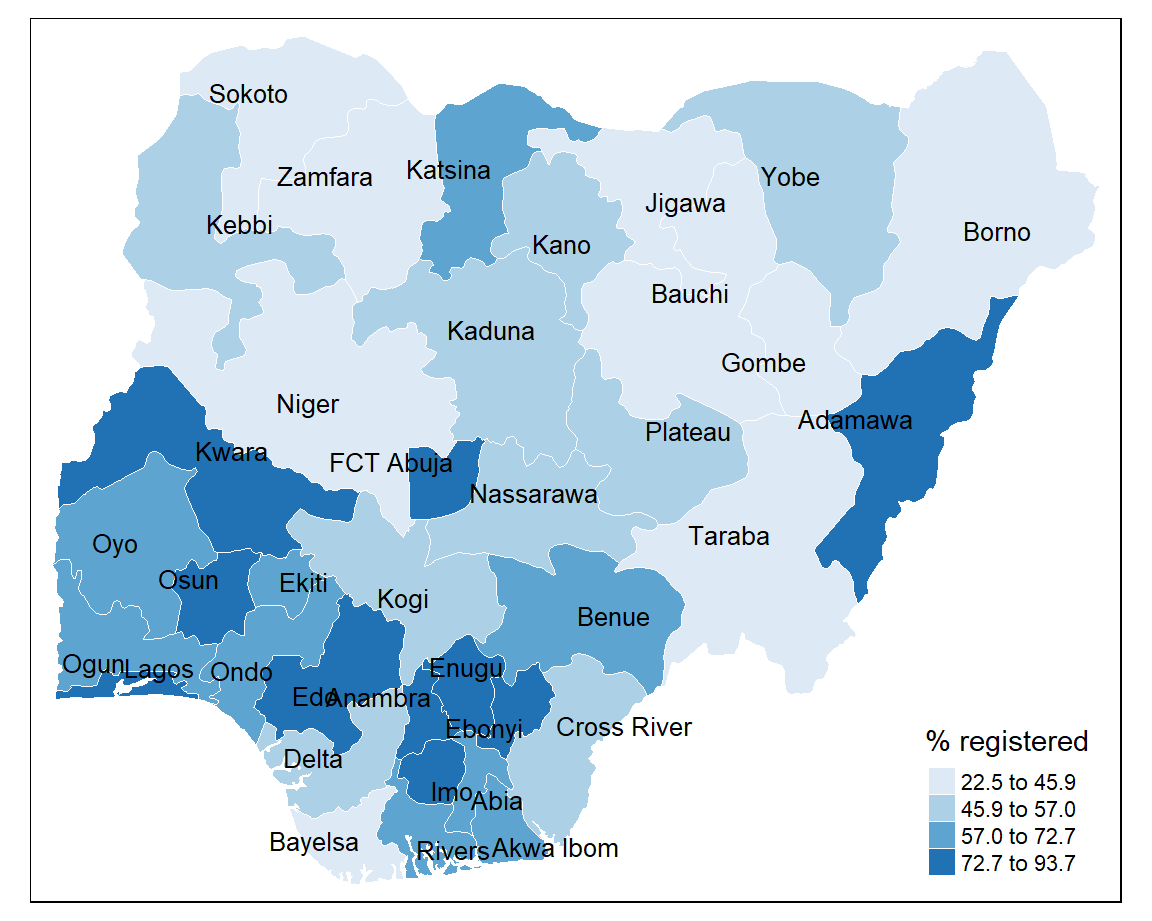 Sokoto
Zamfara
Katsina
Yobe
Jigawa
Kebbi
Borno
Kano
Bauchi
Kaduna
Gombe
Niger
Adamawa
Plateau
Kwara
FCT Abuja
Nassarawa
Taraba
Oyo
Osun
Ekiti
Kogi
Benue
Ogun
Lagos
Ondo
Enugu
Edo
Anambra
Ebonyi
Cross River
Delta
Imo
Abia
Bayelsa
Rivers
Akwa Ibom
% registered
22.5 to 45.9
45.9 to 57.0
57.0 to 72.7
72.7 to 93.7